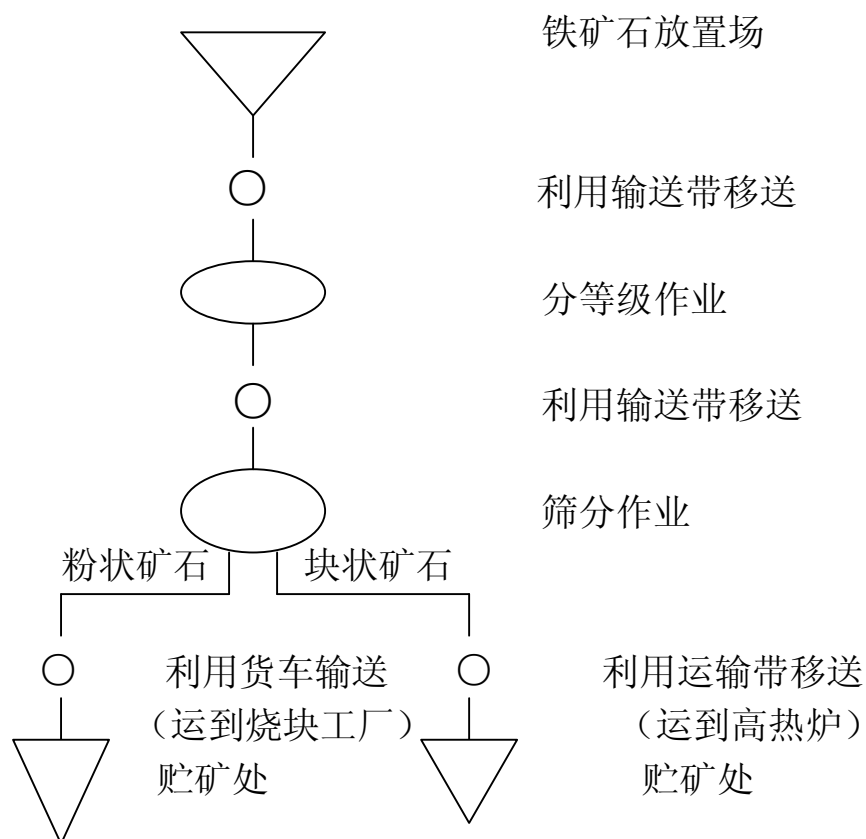 铁矿石放置场
利用输送带移送
分等级作业
利用输送带移送
筛分作业
粉状矿石
块状矿石
利用货车输送
（运到烧块工厂）
贮矿处
利用运输带移送
（运到高热炉）
贮矿处